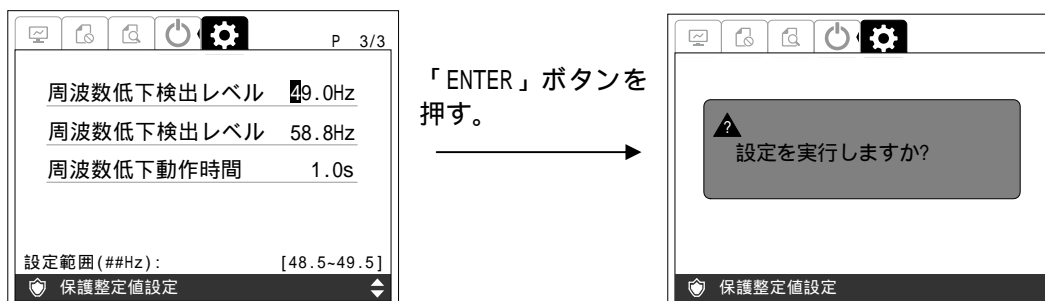 P 3/3
周波数低下検出レベル 49.0Hz
周波数低下検出レベル 58.8Hz
周波数低下動作時間 1.0s
設定範囲(##Hz): [48.5~49.5]
保護整定値設定
「ENTER」ボタンを
押す。
?
設定を実行しますか?
保護整定値設定